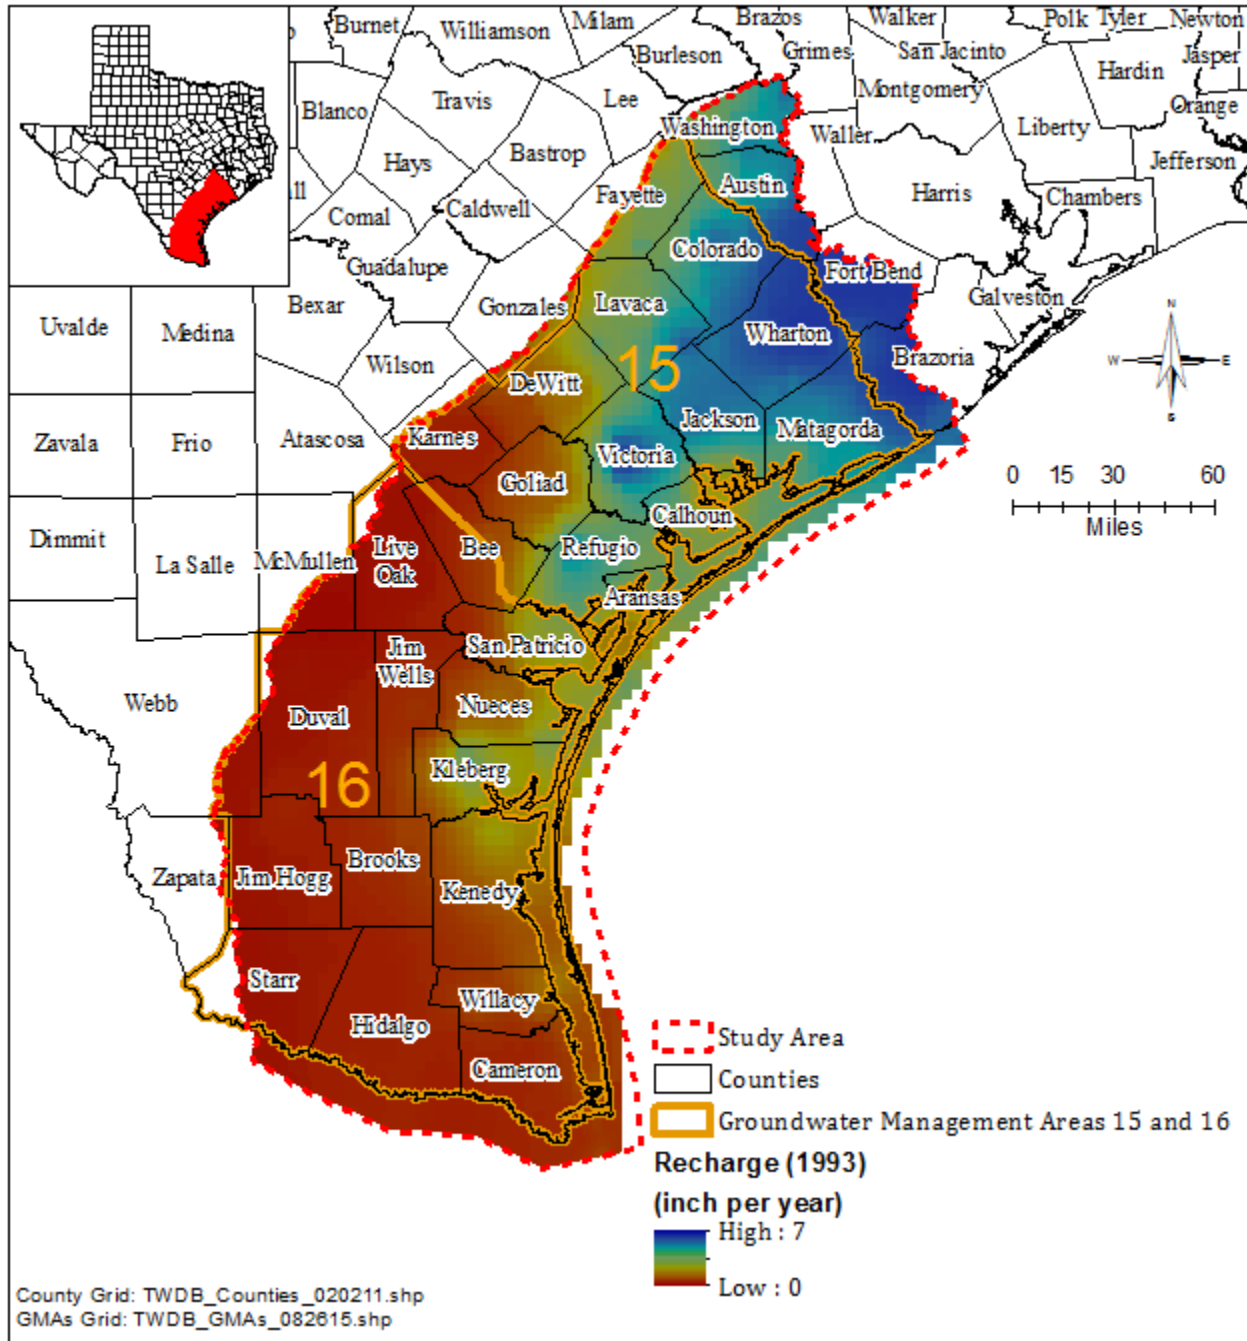 Burnet
Williamson
Milam
Brazos
Walker
Polk
Tyler
Newton
Burleson
Grimes
San Jacinto
Jasper
Blanco
Travis
Lee
Montgomery
Hardin
Hays
Bastrop
Washington
Waller
Liberty
Orange
Jefferson
all
Comal
Caldwell
Fayette
Austin
Harris
Chambers
Guadalupe
Colorado
Fort Bend
Bexar
Gonzales
Lavaca
Galveston
N
Uvalde
Medina
Wilson
Wharton
W
E
15
DeWitt
Brazoria
S
Zavala
Frio
Atascosa
Karnes
Jackson
Matagorda
Goliad
Victoria
0 15 30 60
Miles
Dimmit
La Salle
McMullen
Live
Oak
Bee
Refugio
Calhoun
Aransas
San Patricio
Jim
Wells
Webb
Duval
Nueces
16
Kleberg
Zapata
Jim Hogg
Brooks
Kenedy
Starr
Hidalgo
Willacy
Cameron
Study Area
Counties
Groundwater Management Areas 15 and 16
Recharge (1993)
(inch per year)
High : 7
Low : 0
County Grid: TWDB_Counties_020211.shp
GMAs Grid: TWDB_GMAs_082615.shp